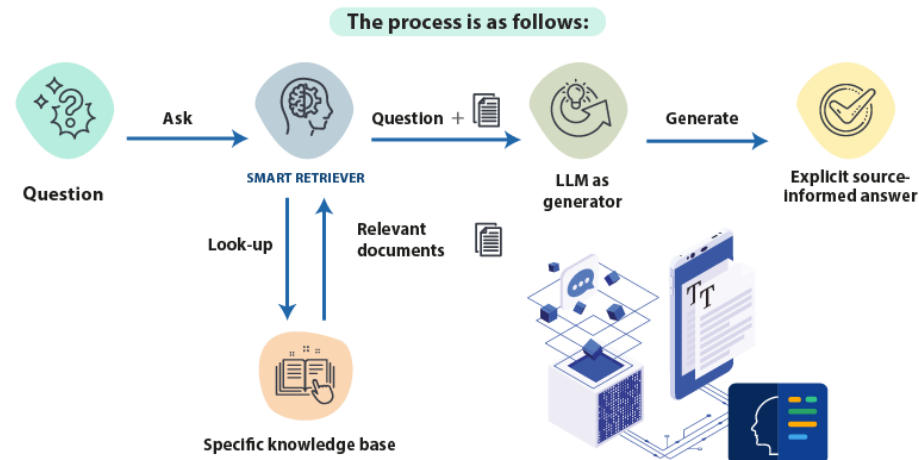 The process is as follows:
Ask
Question +
Generate
Question
SMART RETRIEVER
LLM as
generator
Explicit source-
informed answer
Look-up
Relevant
documents
TT
Specific knowledge base